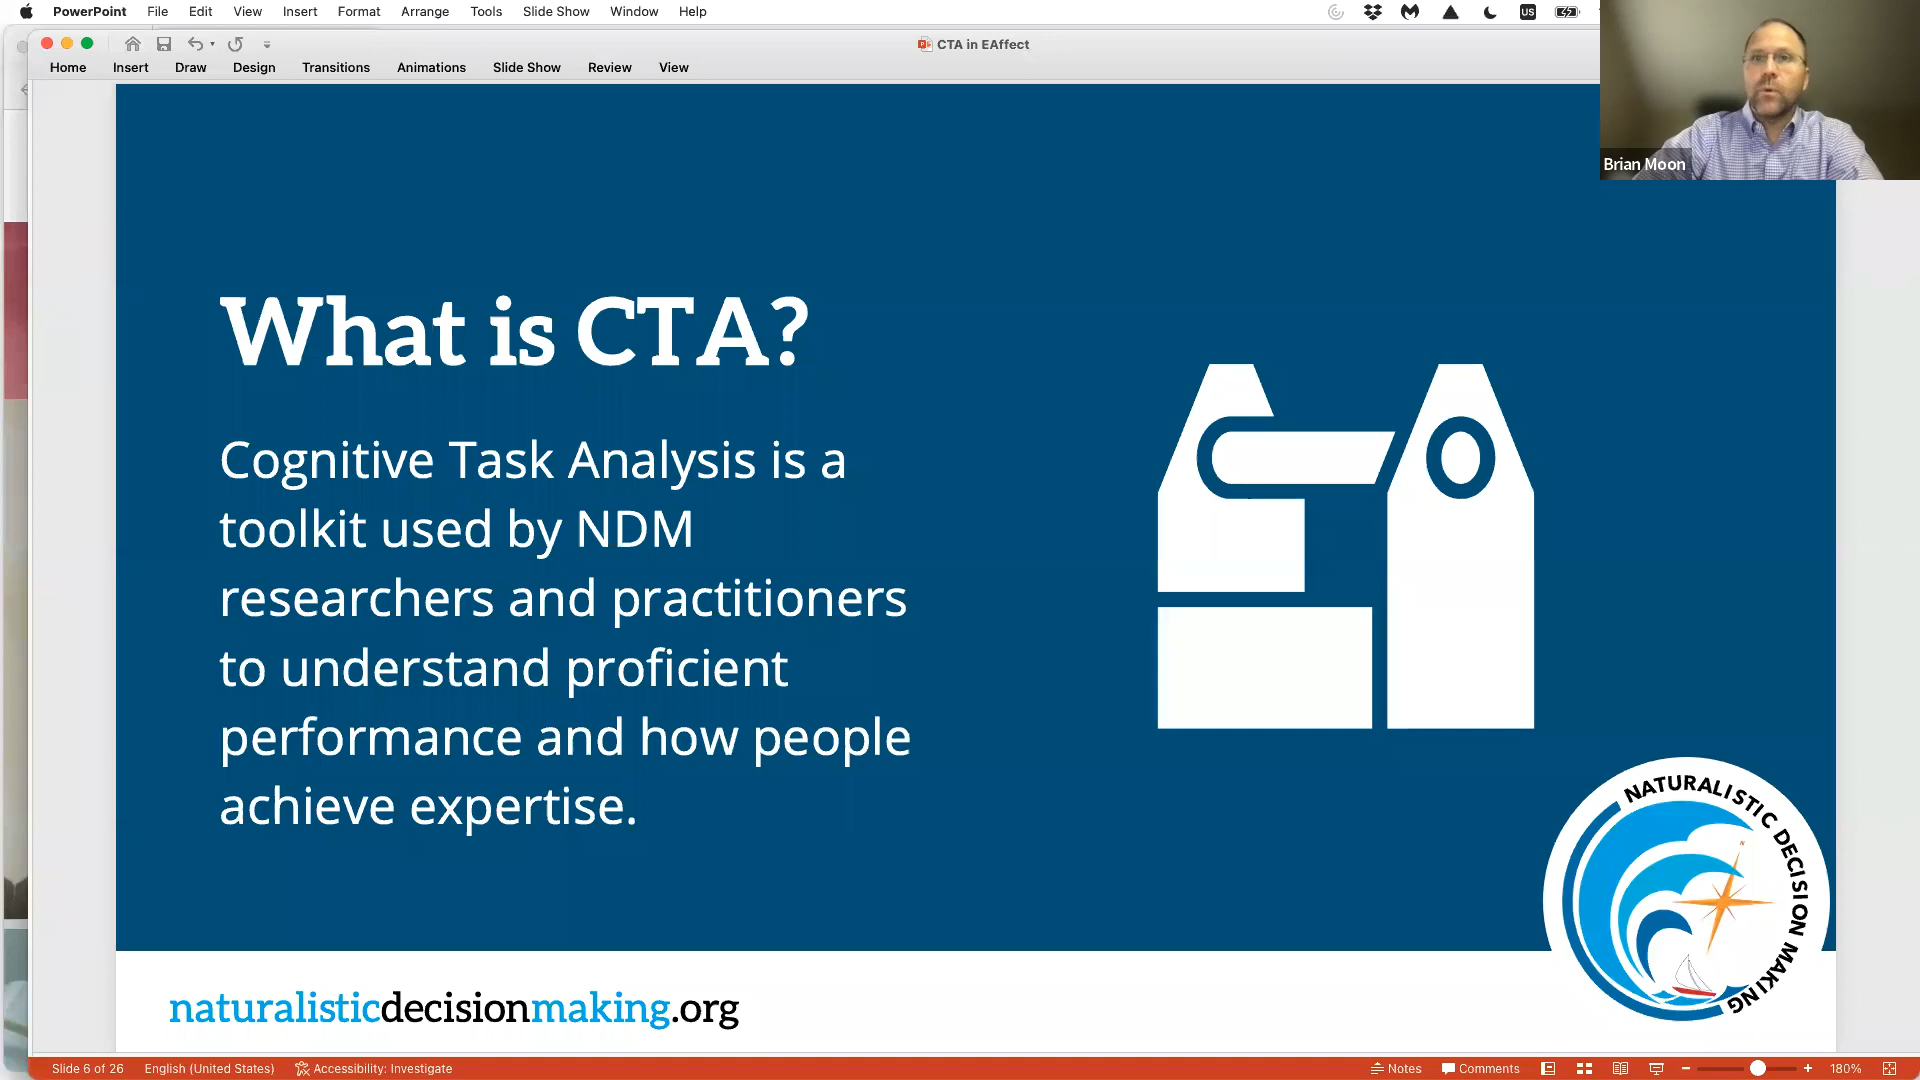 PowerPoint File Edit View Insert Format Arrange Tools Slide Show Window Help
US
CTA in EAffect
Home Insert Draw Design Transitions Animations Slide Show Review View
Brian Moon
What is CTA?
Cognitive Task Analysis is a
toolkit used by NDM
researchers and practitioners
to understand proficient
performance and how people
achieve expertise.
NATURALISTIC DECISION MAKING
N
naturalisticdecisionmaking.org
Slide 6 of 26 English (United States) Accessibility: Investigate Notes Comments 180%